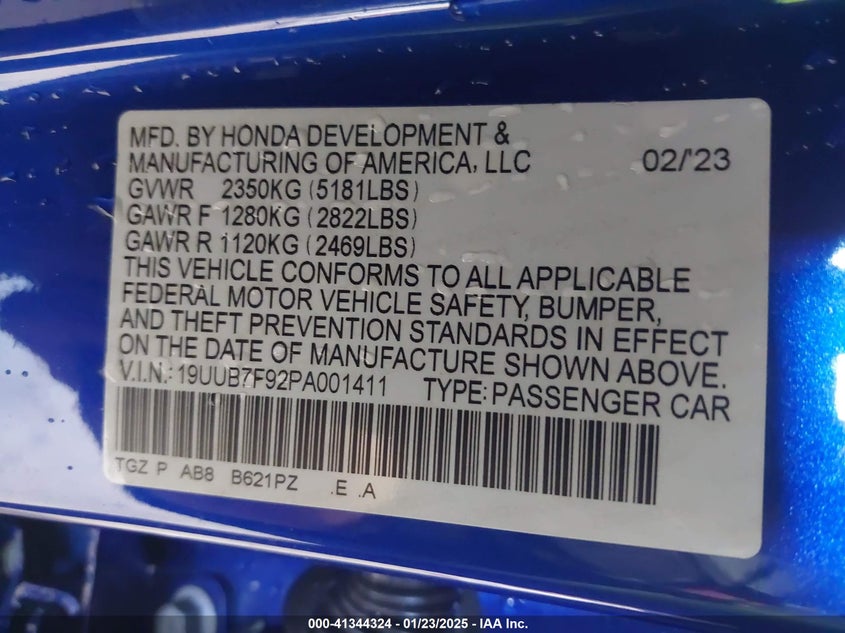 MFD. BY HONDA DEVELOPMENT &
MANUFACTURING OF AMERICA, LLC 02/'23
GVWR 2350KG (5181LBS)
GAWR F 1280KG (2822LBS)
GAWR R 1120KG (2469LBS)
THIS VEHICLE CONFORMS TO ALL APPLICABLE
FEDERAL MOTOR VEHICLE SAFETY, BUMPER,
AND THEFT PREVENTION STANDARDS IN EFFECT
ON THE DATE OF MANUFACTURE SHOWN ABOVE.
V.I.N.: 19UUBZF92PA001411 TYPE: PASSENGER CAR
TGZ P AB8 B621PZ .E .A
000-41344324 - 01/23/2025 - IAA Inc.